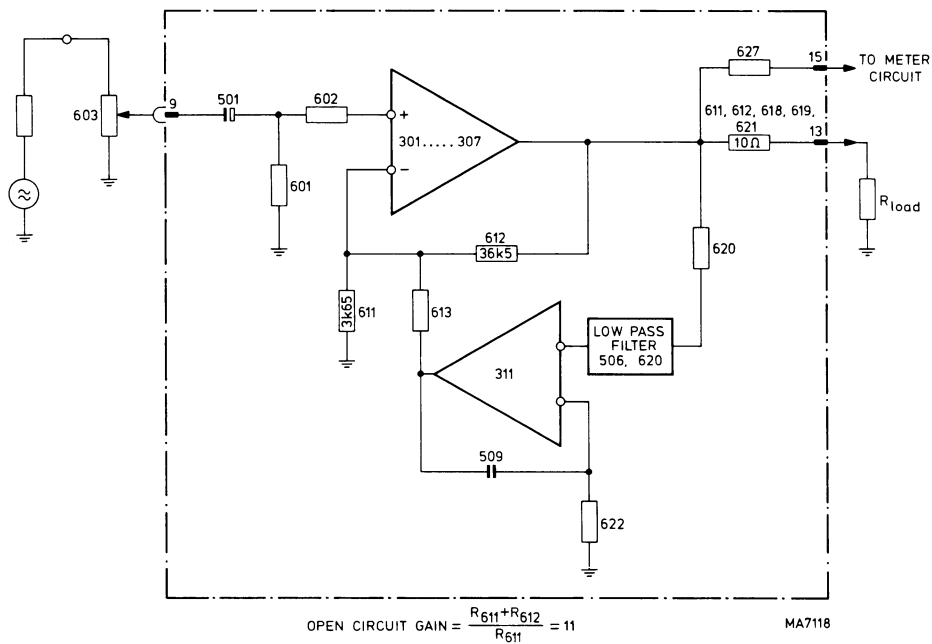 603
9
501
602
601
+
−
301.....307
627
15
TO METER
CIRCUIT
611, 612, 618, 619,
621
10Ω
13
R load
612
36k5
3k65
611
613
620
LOW PASS
FILTER
506, 620
311
509
622
OPEN CIRCUIT GAIN = R611+R612 / R611 = 11
MA7118